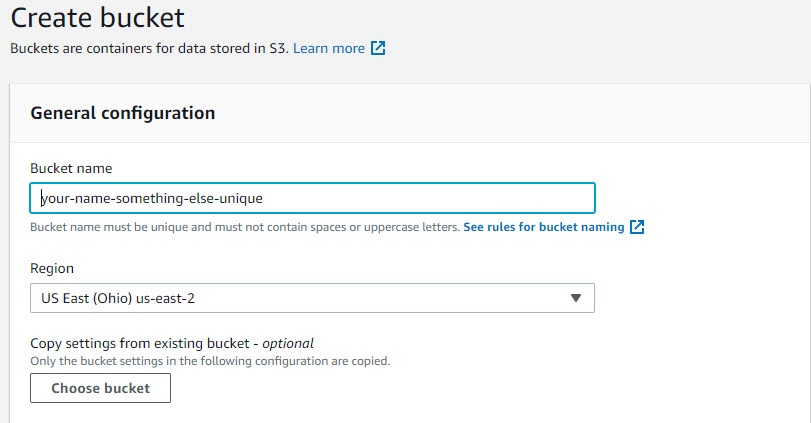 Create bucket
Buckets are containers for data stored in S3. Learn more
General configuration
Bucket name
your-name-something-else-unique
Bucket name must be unique and must not contain spaces or uppercase letters. See rules for bucket naming
Region
US East (Ohio) us-east-2
Copy settings from existing bucket - optional
Only the bucket settings in the following configuration are copied.
Choose bucket